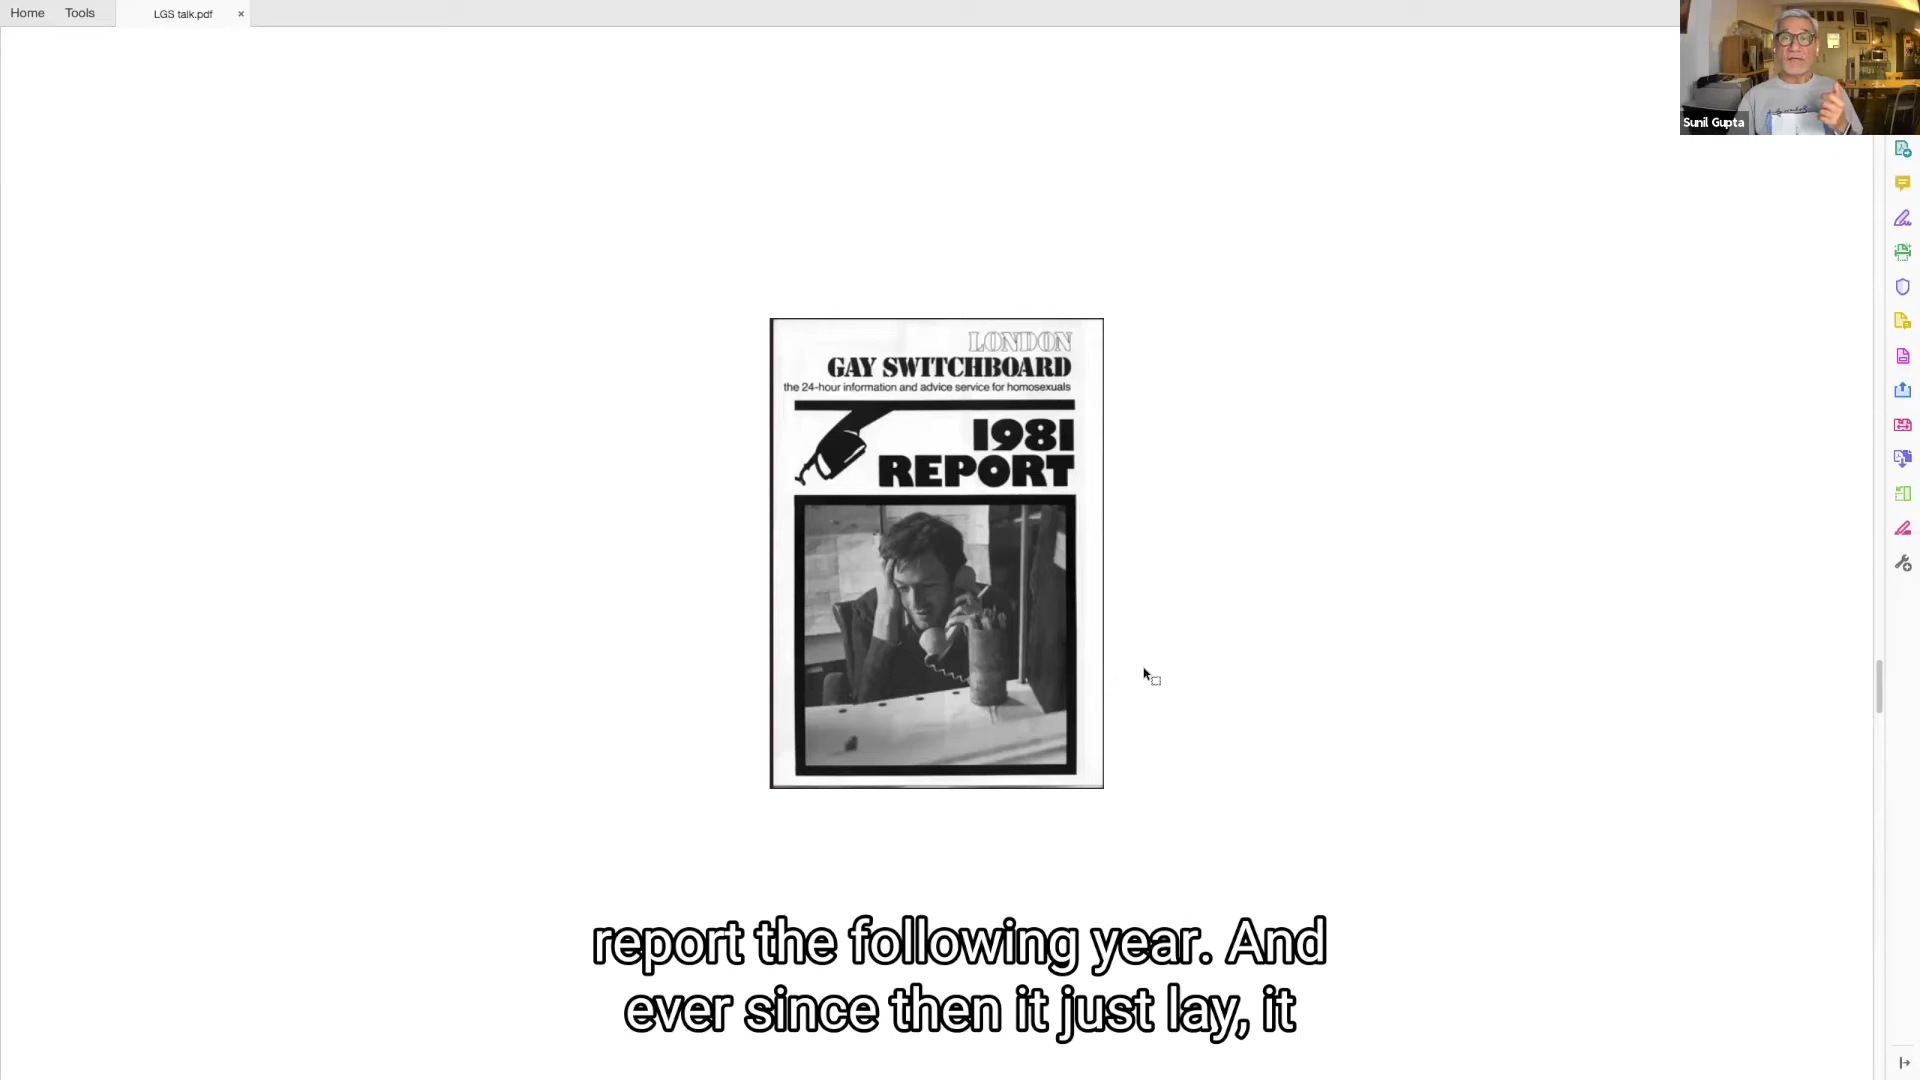 Home
Tools
LGS talk.pdf
×
Sunil Gupta
LONDON
GAY SWITCHBOARD
the 24-hour information and advice service for homosexuals
1981
REPORT
report the following year. And
ever since then it just lay, it